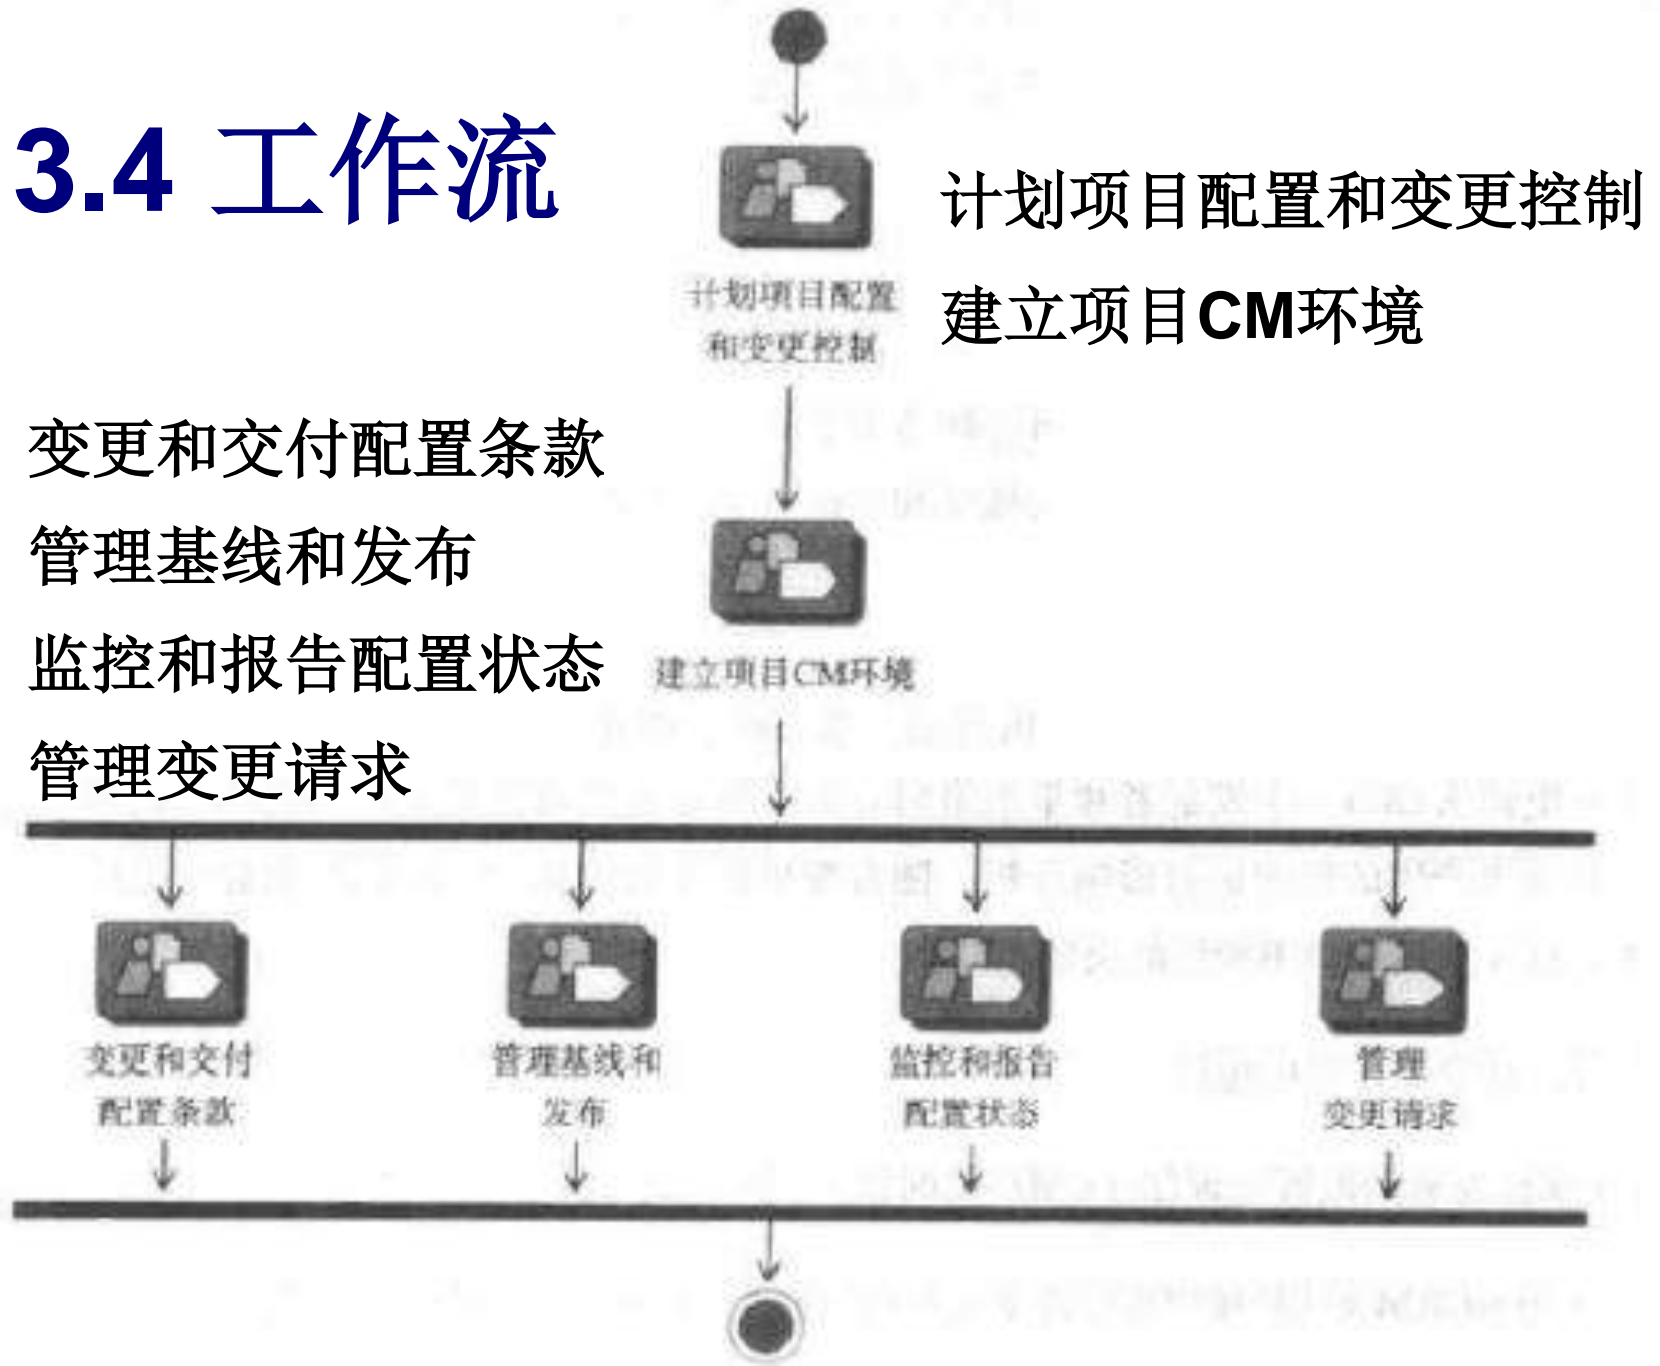 3.4 工作流
计划项目配置和变更控制
建立项目CM环境
变更和交付配置条款
管理基线和发布
监控和报告配置状态
管理变更请求
计划项目配置
和变更控制
建立项目CM环境
变更和交付
配置条款
管理基线和
发布
监控和报告
配置状态
管理
变更请求